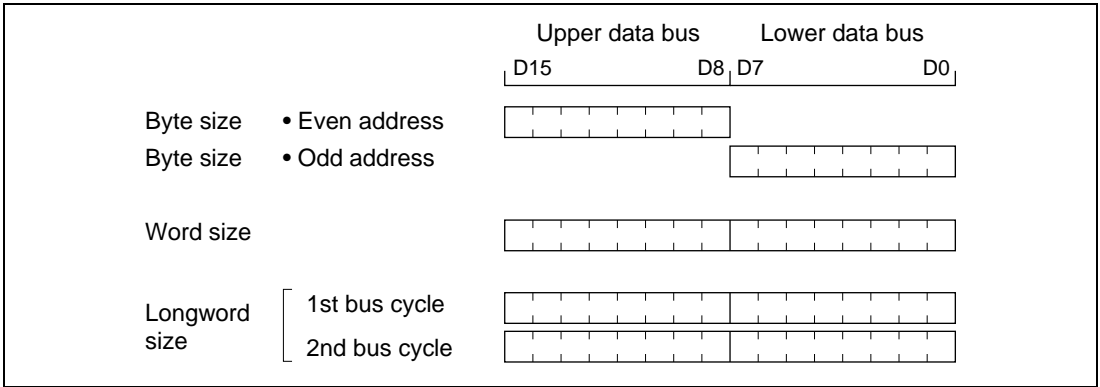 Upper data bus Lower data bus
D15 D8 D7 D0
Byte size • Even address
Byte size • Odd address
Word size
Longword size
1st bus cycle
2nd bus cycle